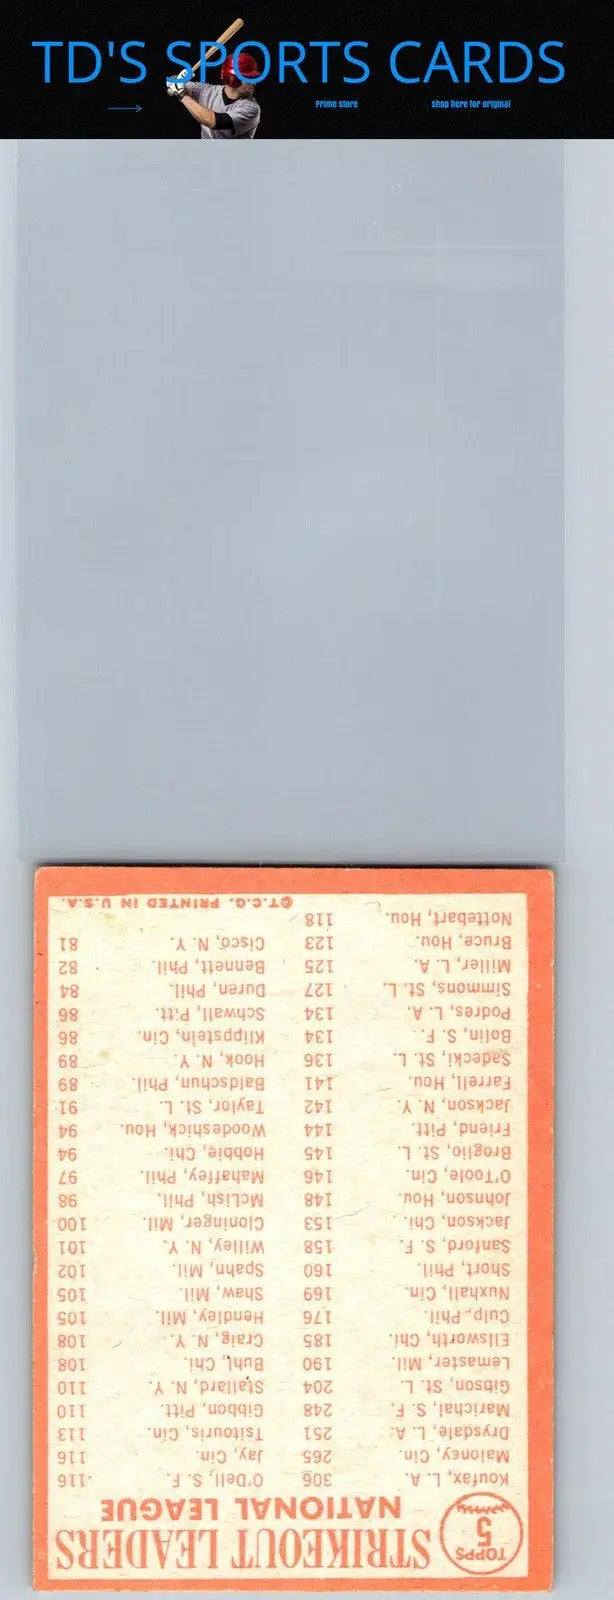 TD'S SPORTS CARDS
Prime store
Shop here for original
TOPPS
5
STRIKEOUT LEADERS
NATIONAL LEAGUE
Koufax, L. A. 306 O'Dell, S. F. 116
Maloney, Cin. 265 Jay, Cin. 116
Drysdale, L. A. 251 Tsitouris, Cin. 113
Marichal, S. F. 248 Gibbon, Pitt. 110
Gibson, St. L. 204 Stallard, N. Y. 110
Lemaster, Mil. 190 Buhl, Chi. 108
Ellsworth, Chi. 185 Craig, N. Y. 108
Culp, Phil. 176 Hendley, Mil. 105
Nuxhall, Cin. 169 Shaw, Mil. 105
Short, Phil. 160 Spahn, Mil. 102
Sanford, S. F. 158 Willey, N. Y. 101
Jackson, Chi. 153 Cloninger, Mil. 100
Johnson, Hou. 148 McLish, Phil. 98
O'Toole, Cin. 146 Mahaffey, Phil. 97
Broglio, St. L. 145 Hobbie, Chi. 94
Friend, Pitt. 144 Woodeshick, Hou. 94
Jackson, N. Y. 142 Taylor, St. L. 91
Farrell, Hou. 141 Baldschun, Phil. 89
Sadecki, St. L. 136 Hook, N. Y. 89
Bolin, S. F. 134 Klippstein, Cin. 86
Podres, L. A. 134 Schwall, Pitt. 86
Simmons, St. L. 127 Duren, Phil. 84
Miller, L. A. 125 Bennett, Phil. 82
Bruce, Hou. 123 Cisco, N. Y. 81
Nottebart, Hou. 118
©T.C.G. PRINTED IN U.S.A.